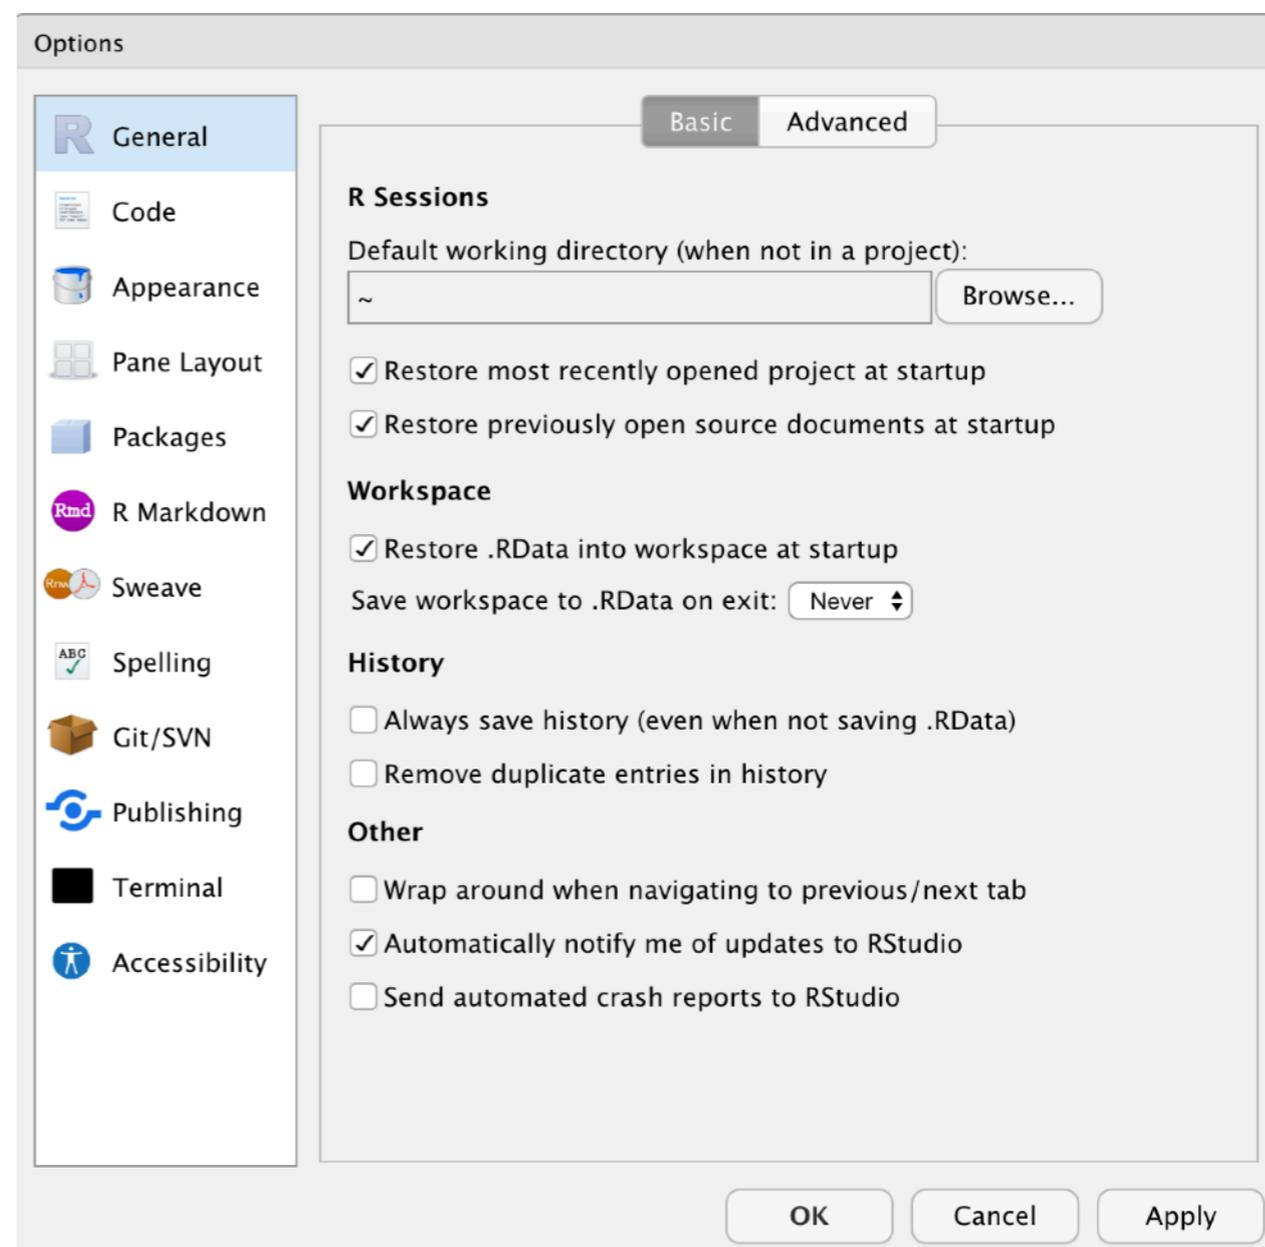 Options
General
Code
Appearance
Pane Layout
Packages
Rmd R Markdown
Rnw Sweave
ABC Spelling
Git/SVN
Publishing
Terminal
Accessibility
Basic Advanced
R Sessions
Default working directory (when not in a project):
~ Browse...
Restore most recently opened project at startup
Restore previously open source documents at startup
Workspace
Restore .RData into workspace at startup
Save workspace to .RData on exit: Never
History
Always save history (even when not saving .RData)
Remove duplicate entries in history
Other
Wrap around when navigating to previous/next tab
Automatically notify me of updates to RStudio
Send automated crash reports to RStudio
OK Cancel Apply